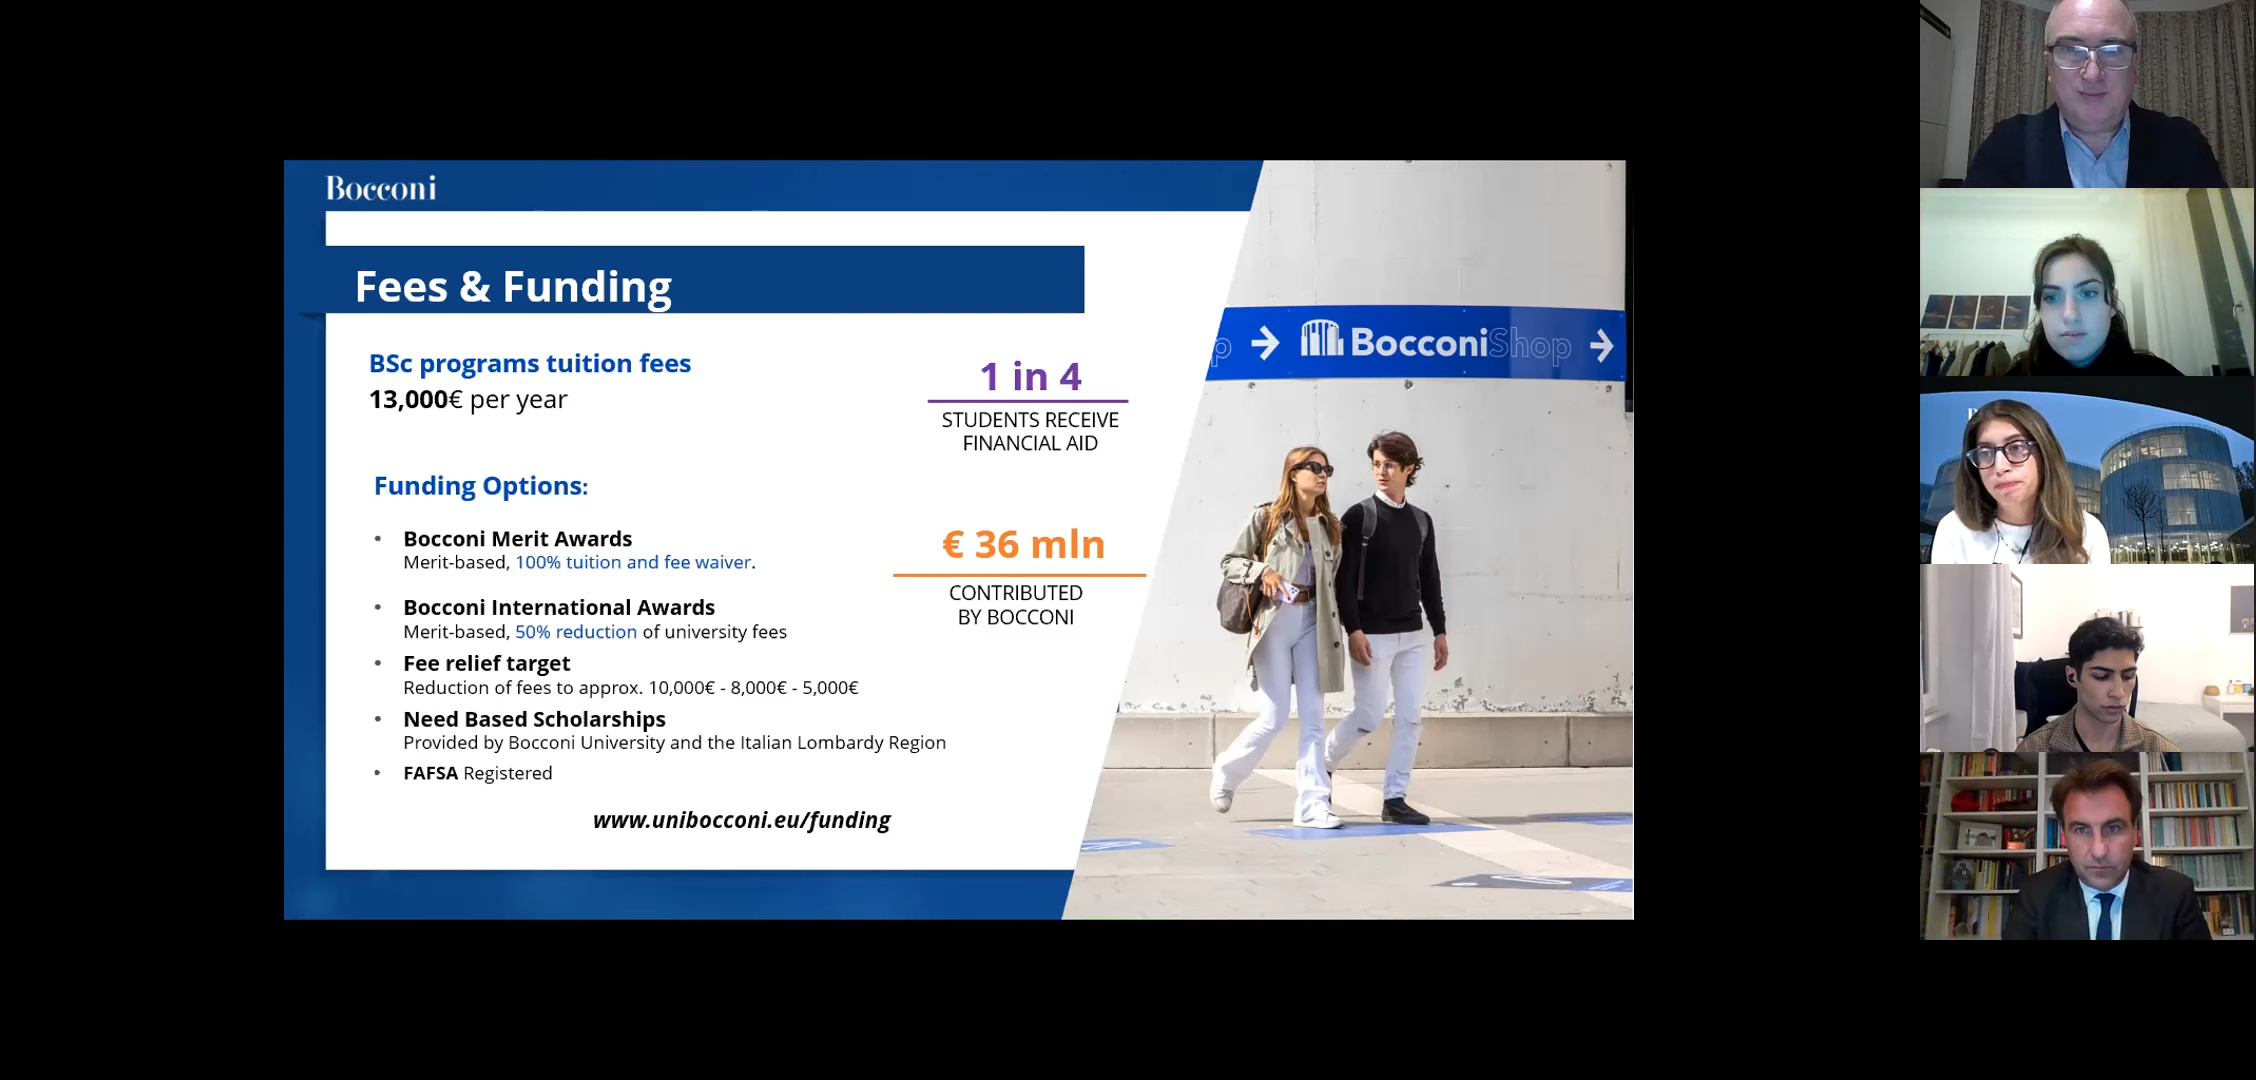 Bocconi
Fees & Funding
BSc programs tuition fees
13,000€ per year
Funding Options:
• Bocconi Merit Awards
Merit-based, 100% tuition and fee waiver.
• Bocconi International Awards
Merit-based, 50% reduction of university fees
• Fee relief target
Reduction of fees to approx. 10,000€ - 8,000€ - 5,000€
• Need Based Scholarships
Provided by Bocconi University and the Italian Lombardy Region
• FAFSA Registered
www.unibocconi.eu/funding
1 in 4
STUDENTS RECEIVE
FINANCIAL AID
€ 36 mln
CONTRIBUTED
BY BOCCONI
p → BocconiShop →